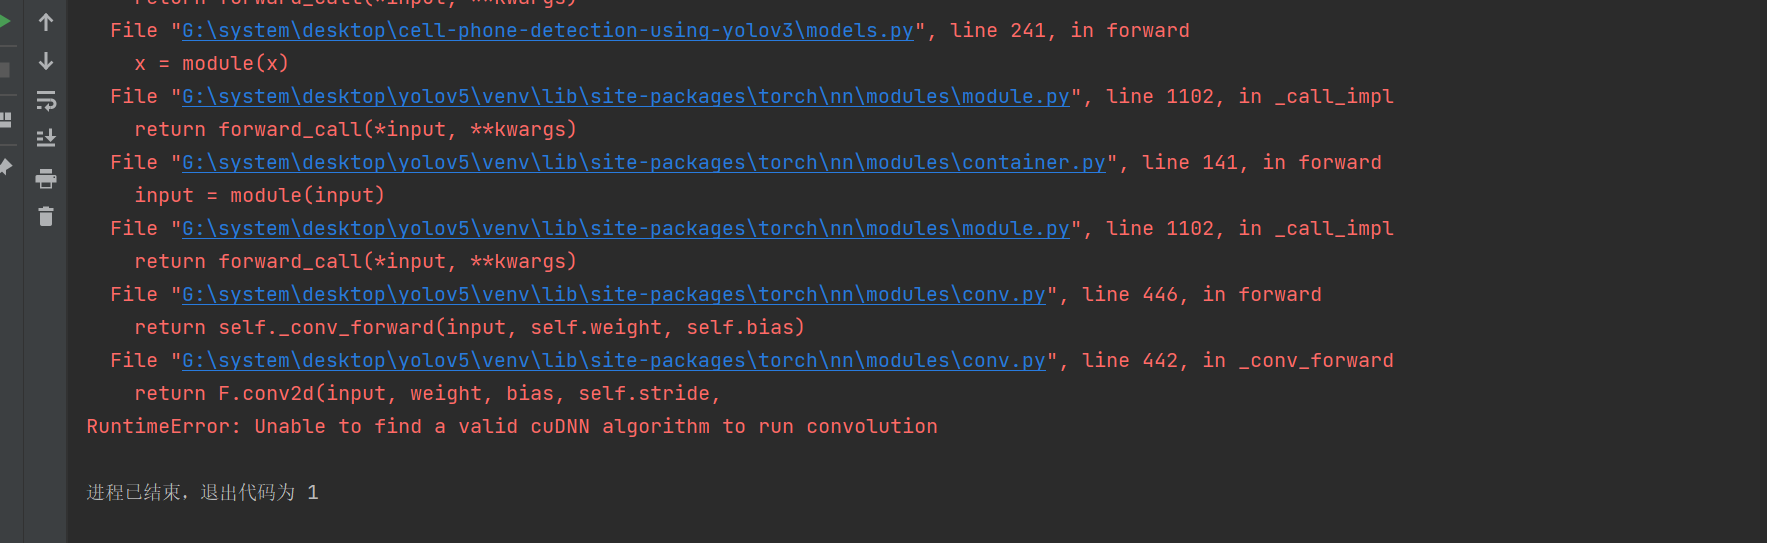 return forward_call(*input, **kwargs)
File "G:\system\desktop\cell-phone-detection-using-yolov3\models.py", line 241, in forward
x = module(x)
File "G:\system\desktop\yolov5\venv\lib\site-packages\torch\nn\modules\module.py", line 1102, in _call_impl
return forward_call(*input, **kwargs)
File "G:\system\desktop\yolov5\venv\lib\site-packages\torch\nn\modules\container.py", line 141, in forward
input = module(input)
File "G:\system\desktop\yolov5\venv\lib\site-packages\torch\nn\modules\module.py", line 1102, in _call_impl
return forward_call(*input, **kwargs)
File "G:\system\desktop\yolov5\venv\lib\site-packages\torch\nn\modules\conv.py", line 446, in forward
return self._conv_forward(input, self.weight, self.bias)
File "G:\system\desktop\yolov5\venv\lib\site-packages\torch\nn\modules\conv.py", line 442, in _conv_forward
return F.conv2d(input, weight, bias, self.stride,
RuntimeError: Unable to find a valid cuDNN algorithm to run convolution
进程已结束，退出代码为 1